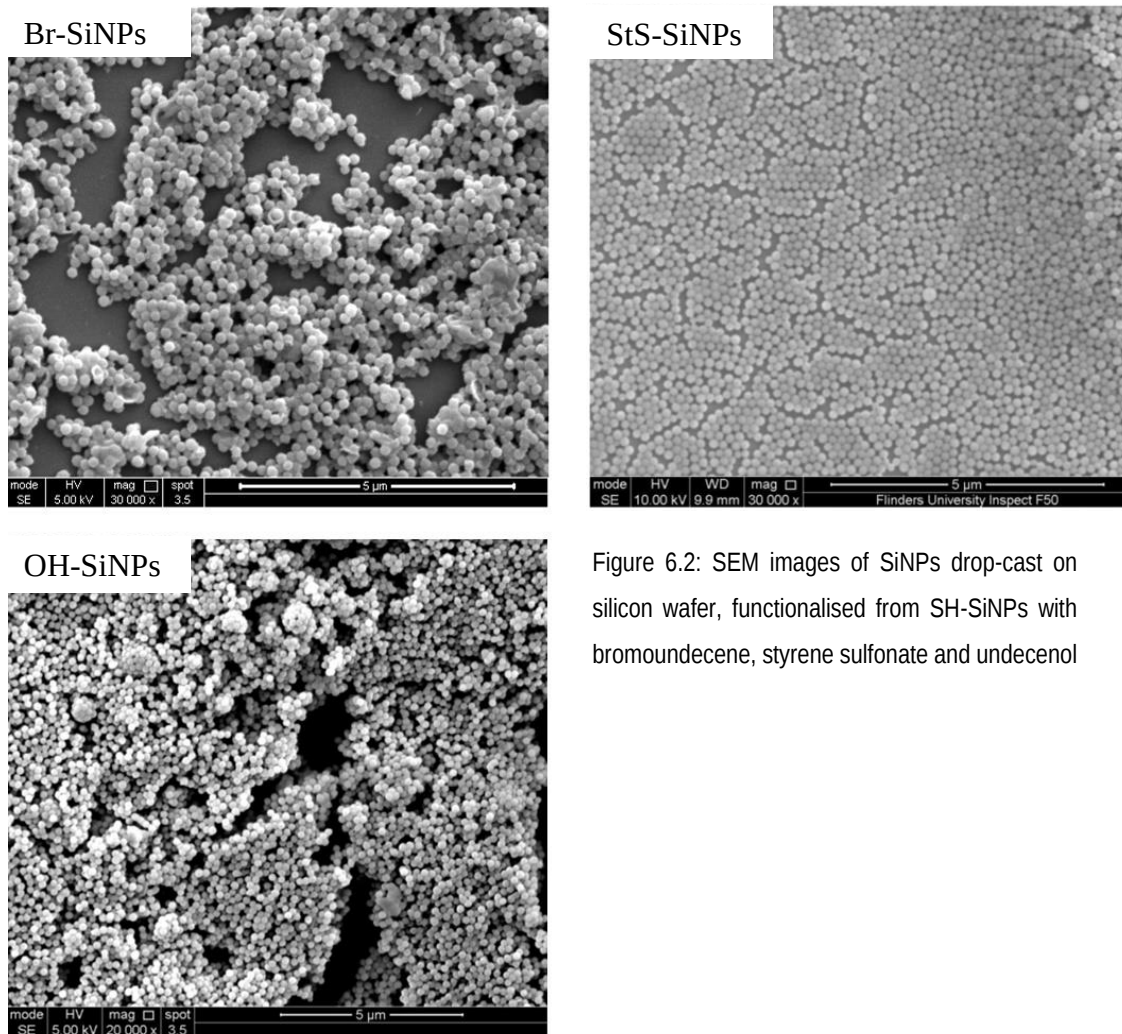 Br-SiNPs
mode HV mag □ spot
SE 5.00 kV 30 000 x 3.5
5 µm
StS-SiNPs
mode HV WD mag □
SE 10.00 kV 9.9 mm 30 000 x
5 µm
Flinders University Inspect F50
OH-SiNPs
mode HV mag □ spot
SE 5.00 kV 20 000 x 3.5
5 µm
Figure 6.2: SEM images of SiNPs drop-cast on
silicon wafer, functionalised from SH-SiNPs with
bromoundecene, styrene sulfonate and undecenol